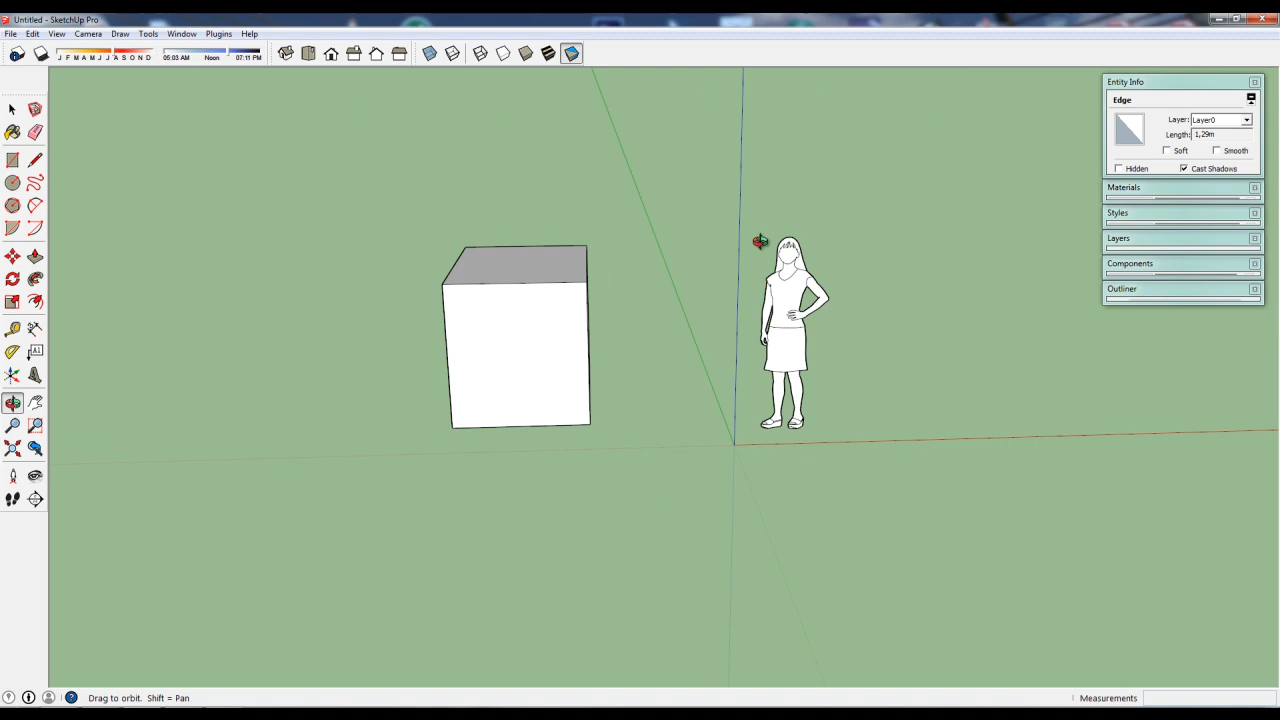 Untitled - SketchUp Pro
File Edit View Camera Draw Tools Window Plugins Help
J F M A M J J A S O N D 05:03 AM Noon 07:11 PM
Entity Info
Edge
Layer: Layer0
Length: 1,29m
Soft Smooth
Hidden Cast Shadows
Materials
Styles
Layers
Components
Outliner
A1
Drag to orbit. Shift = Pan Measurements